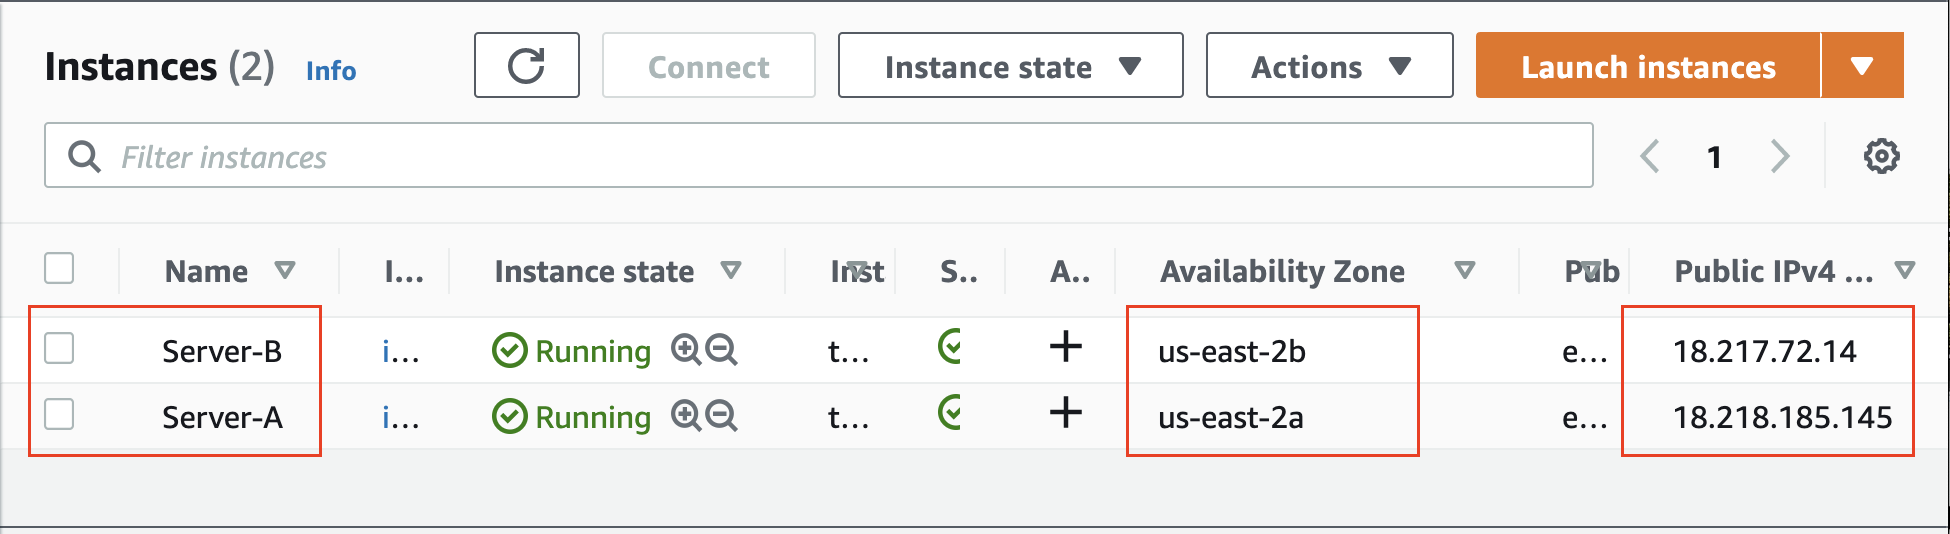 Instances (2) Info Connect Instance state Actions Launch instances
Filter instances 1
Name I... Instance state Inst S.. A.. Availability Zone Pub Public IPv4 ...
Server-B i... Running t... us-east-2b e... 18.217.72.14
Server-A i... Running t... us-east-2a e... 18.218.185.145